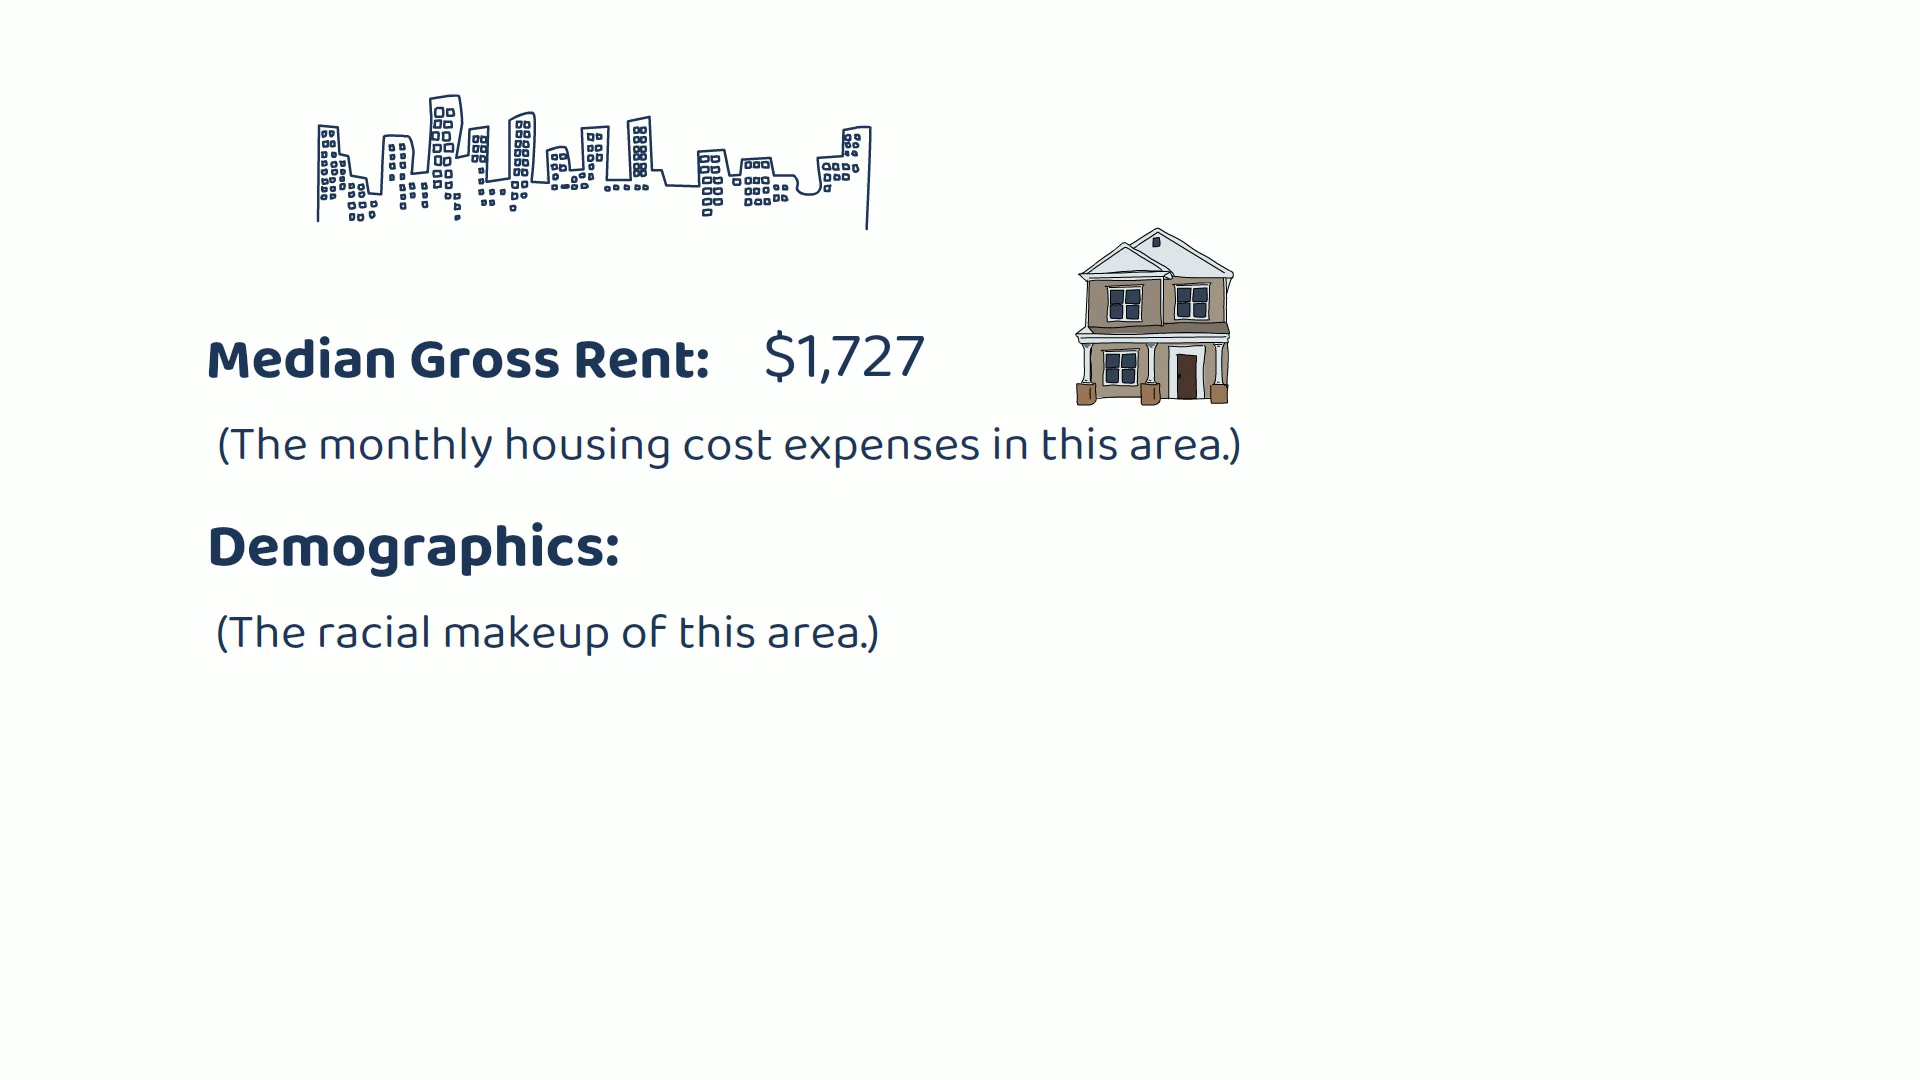 Median Gross Rent: $1,727
(The monthly housing cost expenses in this area.)
Demographics:
(The racial makeup of this area.)